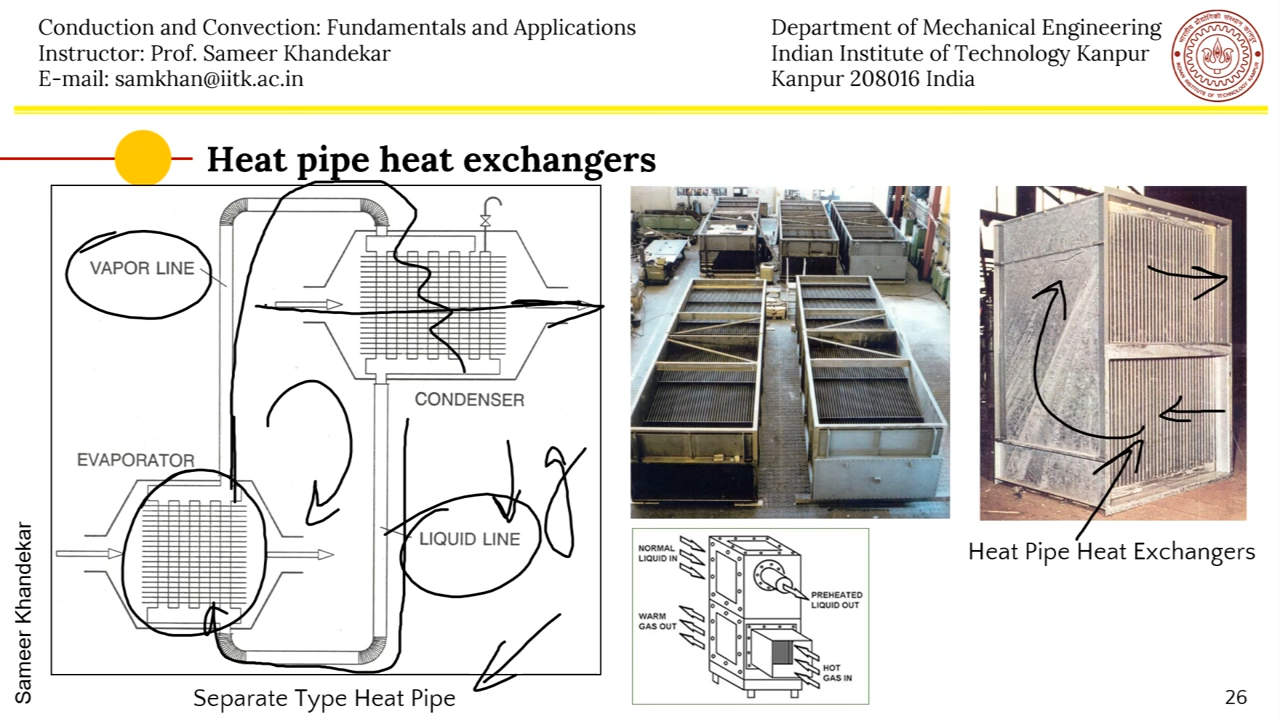 Conduction and Convection: Fundamentals and Applications
Instructor: Prof. Sameer Khandekar
E-mail: samkhan@iitk.ac.in
Department of Mechanical Engineering
Indian Institute of Technology Kanpur
Kanpur 208016 India
Heat pipe heat exchangers
VAPOR LINE
CONDENSER
EVAPORATOR
LIQUID LINE
g
Separate Type Heat Pipe
NORMAL
LIQUID IN
PREHEATED
LIQUID OUT
WARM
GAS OUT
HOT
GAS IN
Heat Pipe Heat Exchangers
Sameer Khandekar
26